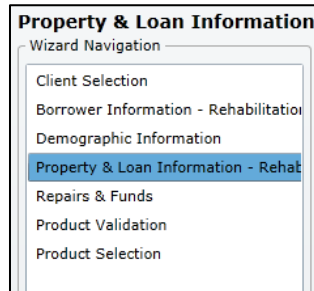 Property & Loan Information
Wizard Navigation
Client Selection
Borrower Information - Rehabilitation
Demographic Information
Property & Loan Information - Rehab
Repairs & Funds
Product Validation
Product Selection